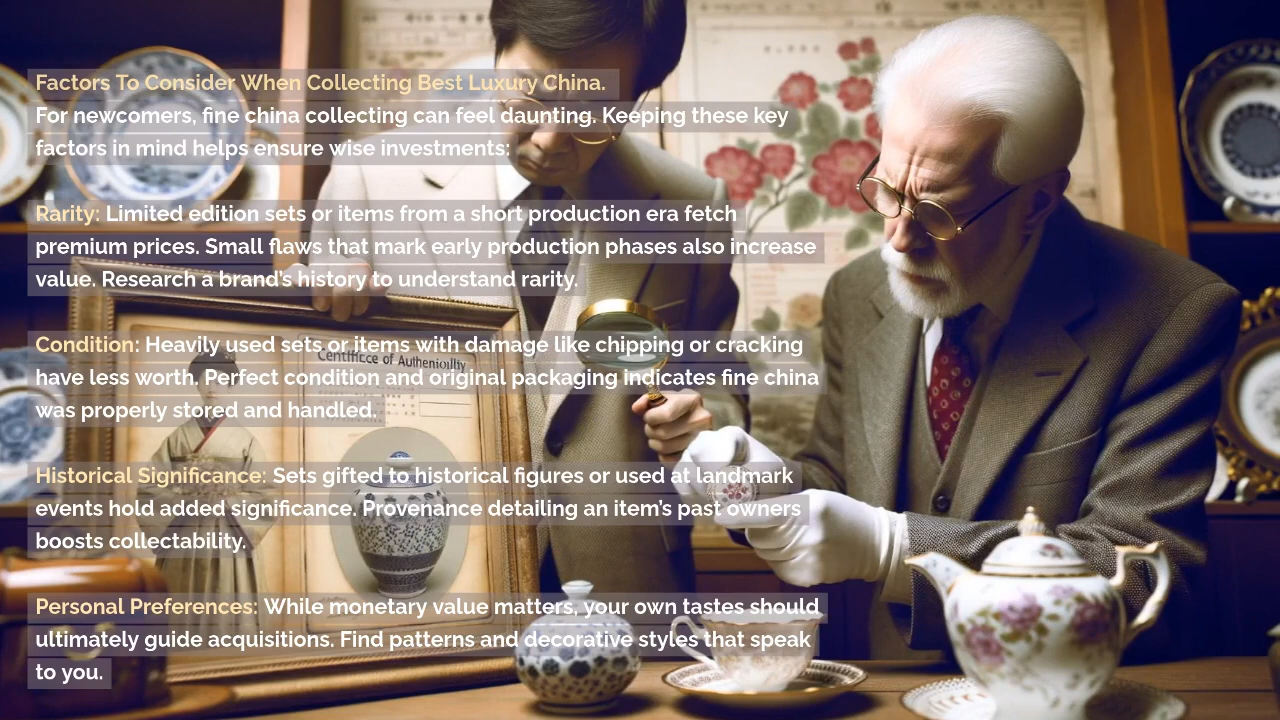 Factors To Consider When Collecting Best Luxury China.
For newcomers, fine china collecting can feel daunting. Keeping these key
factors in mind helps ensure wise investments:
Rarity: Limited edition sets or items from a short production era fetch
premium prices. Small flaws that mark early production phases also increase
value. Research a brand's history to understand rarity.
Condition: Heavily used sets or items with damage like chipping or cracking
have less worth. Perfect condition and original packaging indicates fine china
was properly stored and handled.
Historical Significance: Sets gifted to historical figures or used at landmark
events hold added significance. Provenance detailing an item's past owners
boosts collectability.
Personal Preferences: While monetary value matters, your own tastes should
ultimately guide acquisitions. Find patterns and decorative styles that speak
to you.